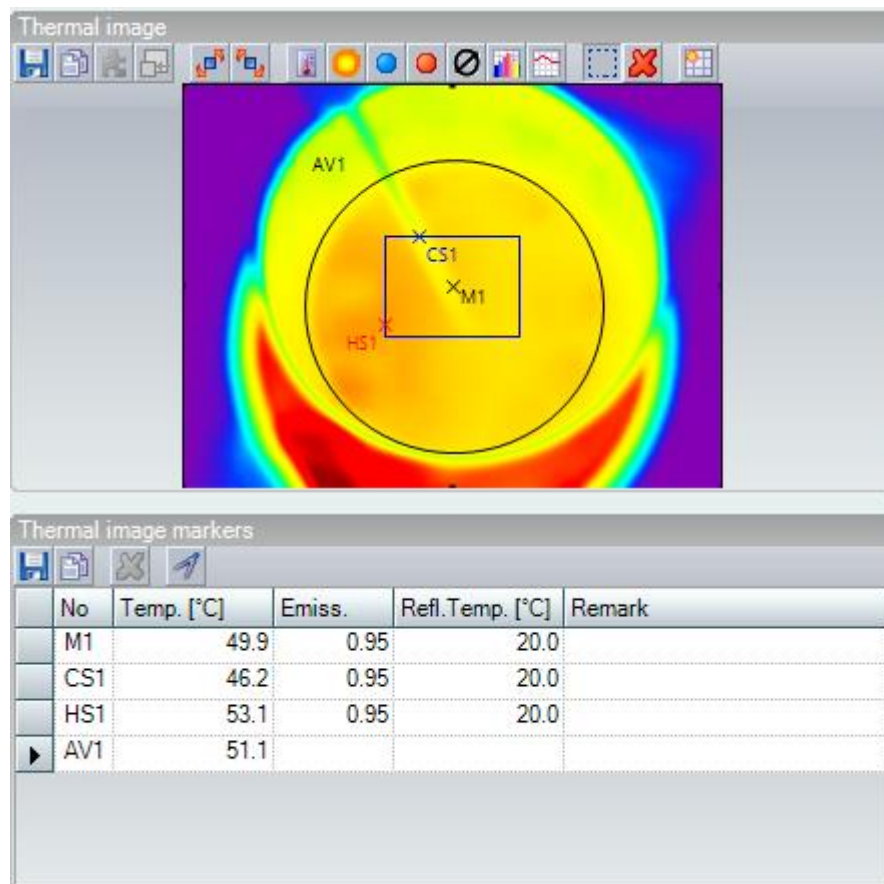 Thermal image
AV1
CS1
M1
HS1
Thermal image markers
No Temp. [°C] Emiss. Refl.Temp. [°C] Remark
M1 49.9 0.95 20.0
CS1 46.2 0.95 20.0
HS1 53.1 0.95 20.0
AV1 51.1